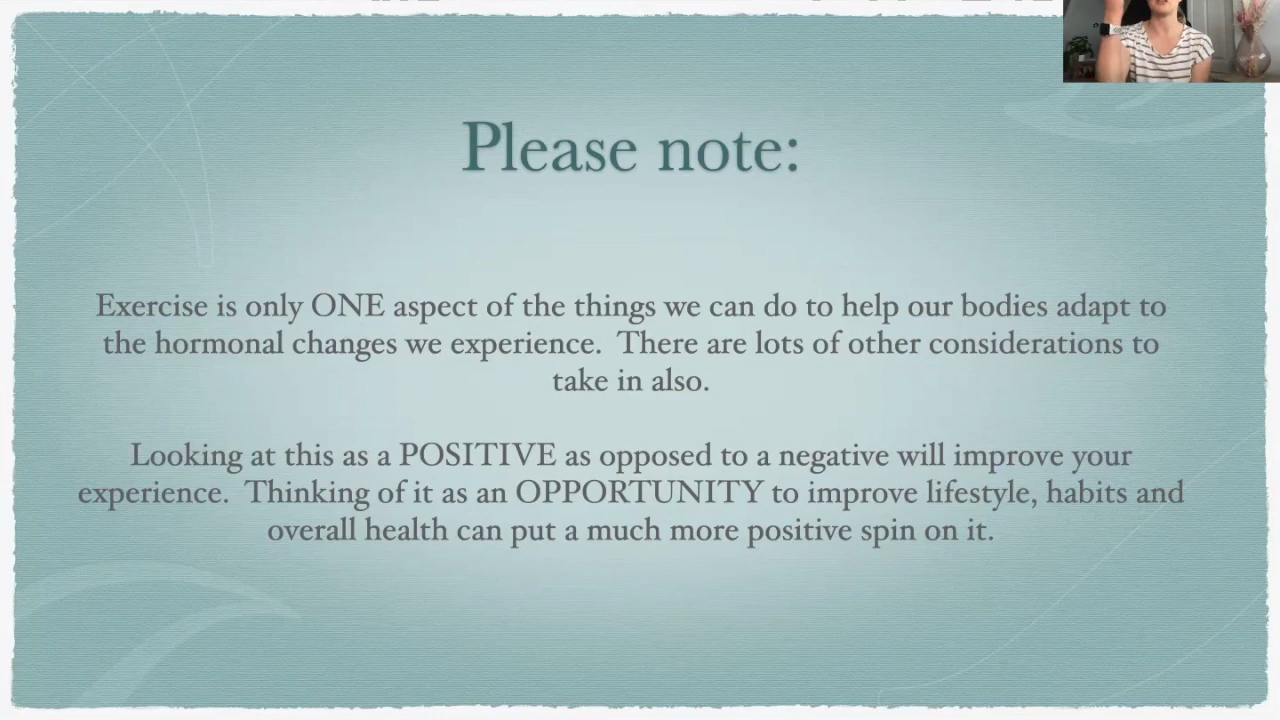 Please note:
Exercise is only ONE aspect of the things we can do to help our bodies adapt to
the hormonal changes we experience.  There are lots of other considerations to
take in also.
Looking at this as a POSITIVE as opposed to a negative will improve your
experience.  Thinking of it as an OPPORTUNITY to improve lifestyle, habits and
overall health can put a much more positive spin on it.